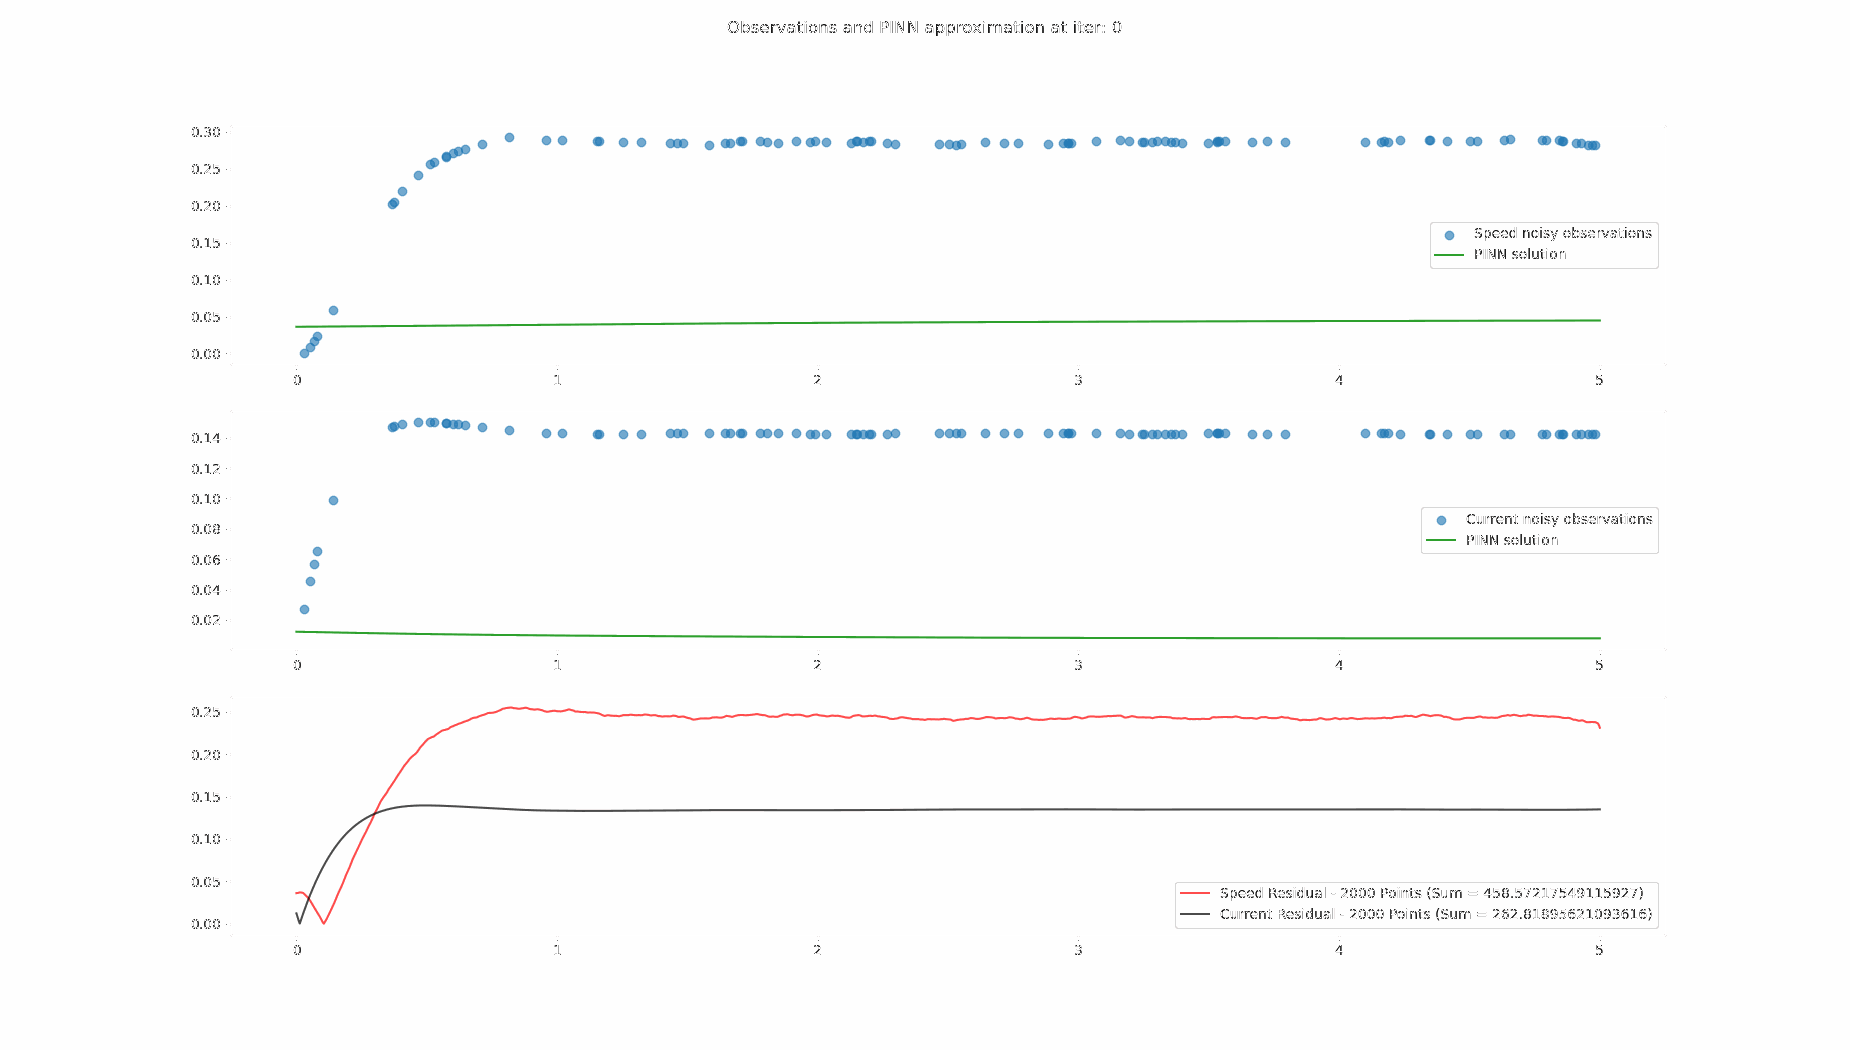 Observations and PINN approximation at iter: 0
0.30
0.25
0.20
0.15
0.10
0.05
0.00
Speed noisy observations
PINN solution
0 1 2 3 4 5
0.14
0.12
0.10
0.08
0.06
0.04
0.02
Current noisy observations
PINN solution
0 1 2 3 4 5
0.25
0.20
0.15
0.10
0.05
0.00
Speed Residual - 2000 Points (Sum = 458.57217549115927)
Current Residual - 2000 Points (Sum = 262.81895621093616)
0 1 2 3 4 5